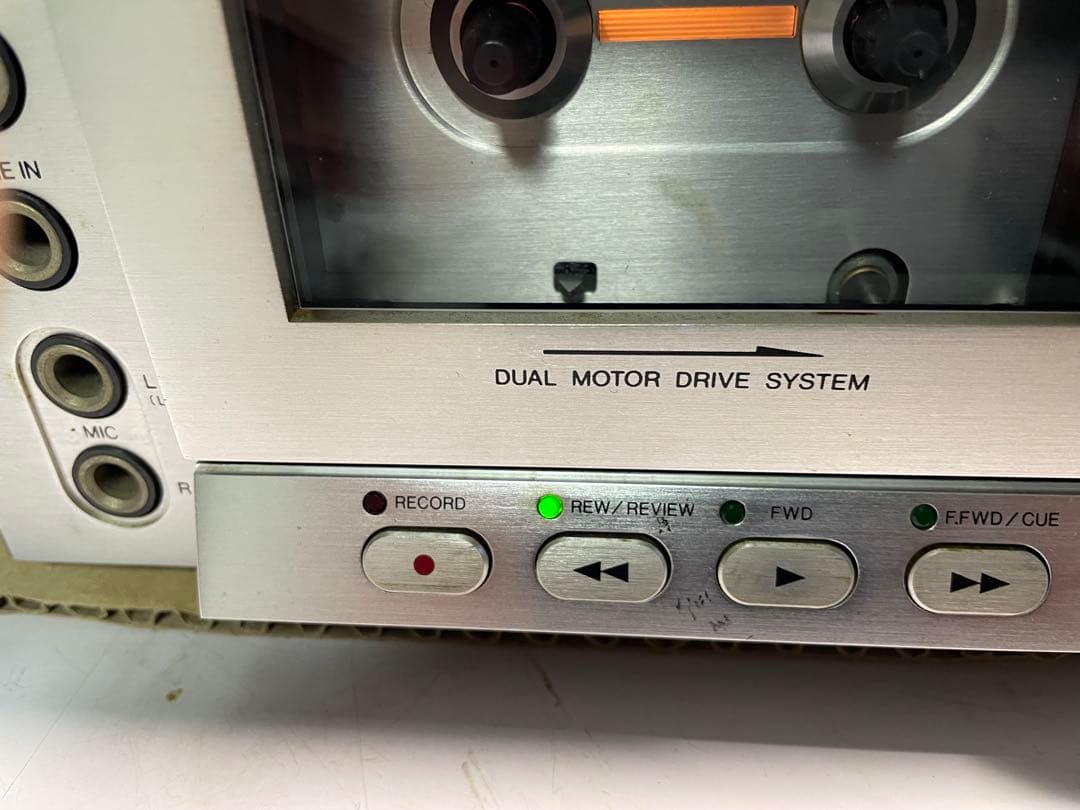 E IN
DUAL MOTOR DRIVE SYSTEM
L
(L
MIC
R
RECORD
REW/REVIEW
FWD
F.FWD/CUE